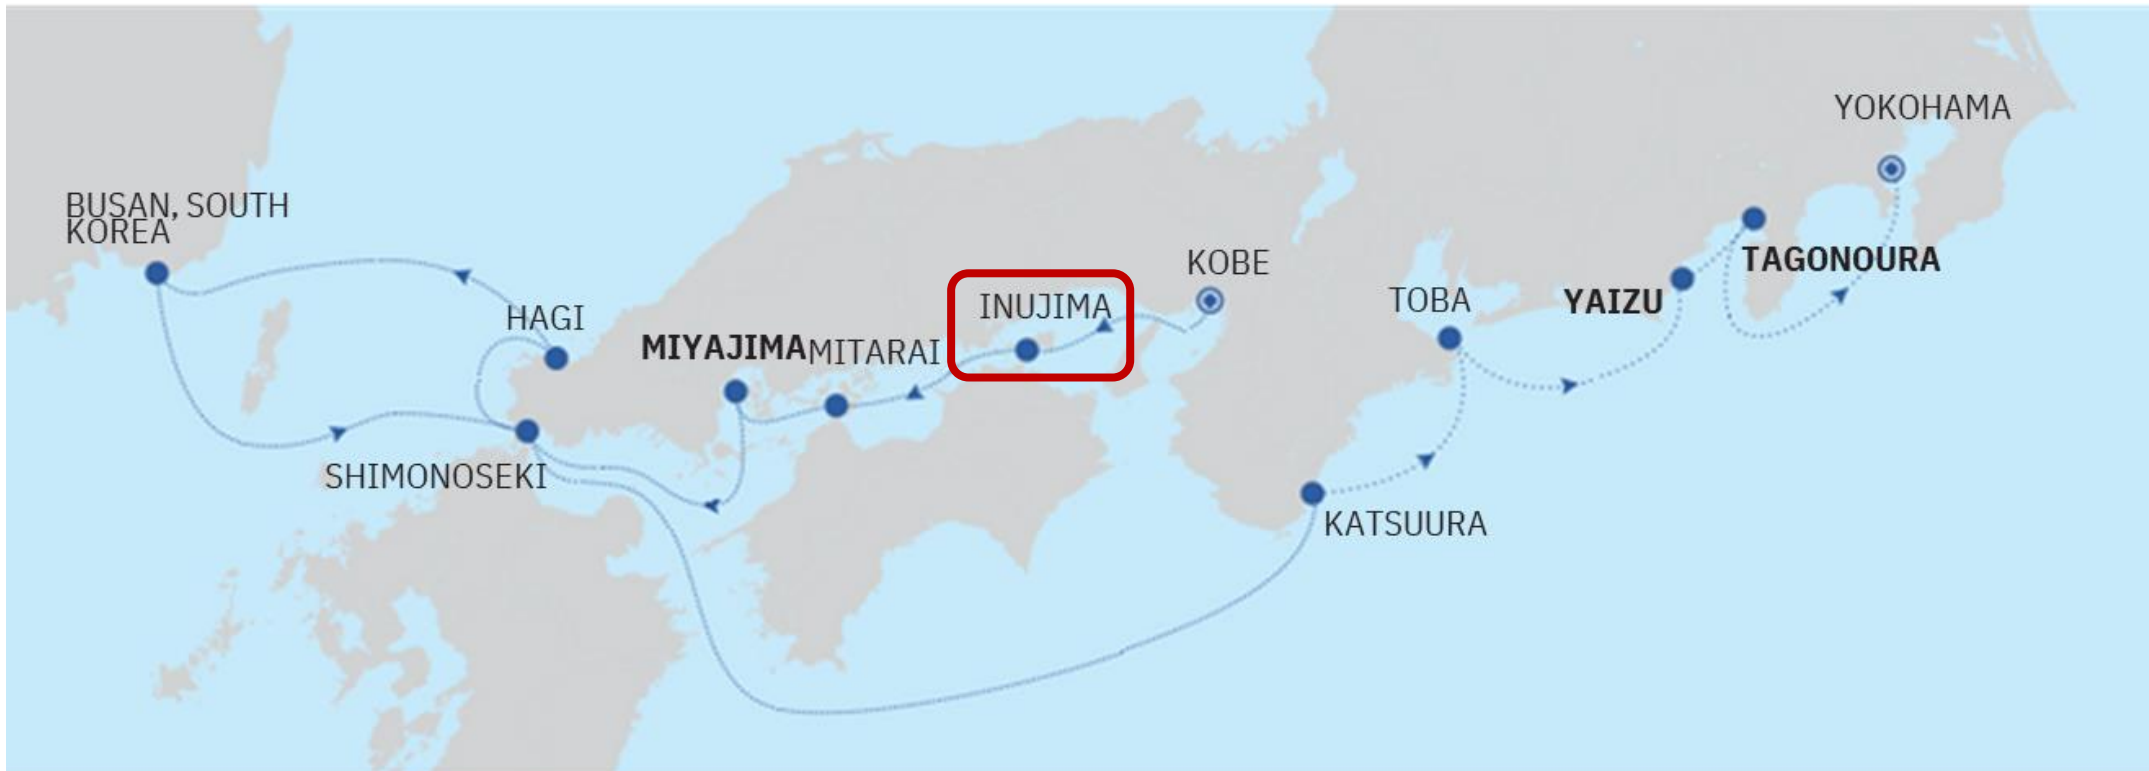 YOKOHAMA
BUSAN, SOUTH
KOREA
KOBE
TAGONOURA
INUJIMA
TOBA
YAIZU
HAGI
MIYAJIMA
MITARAI
SHIMONOSEKI
KATSUURA